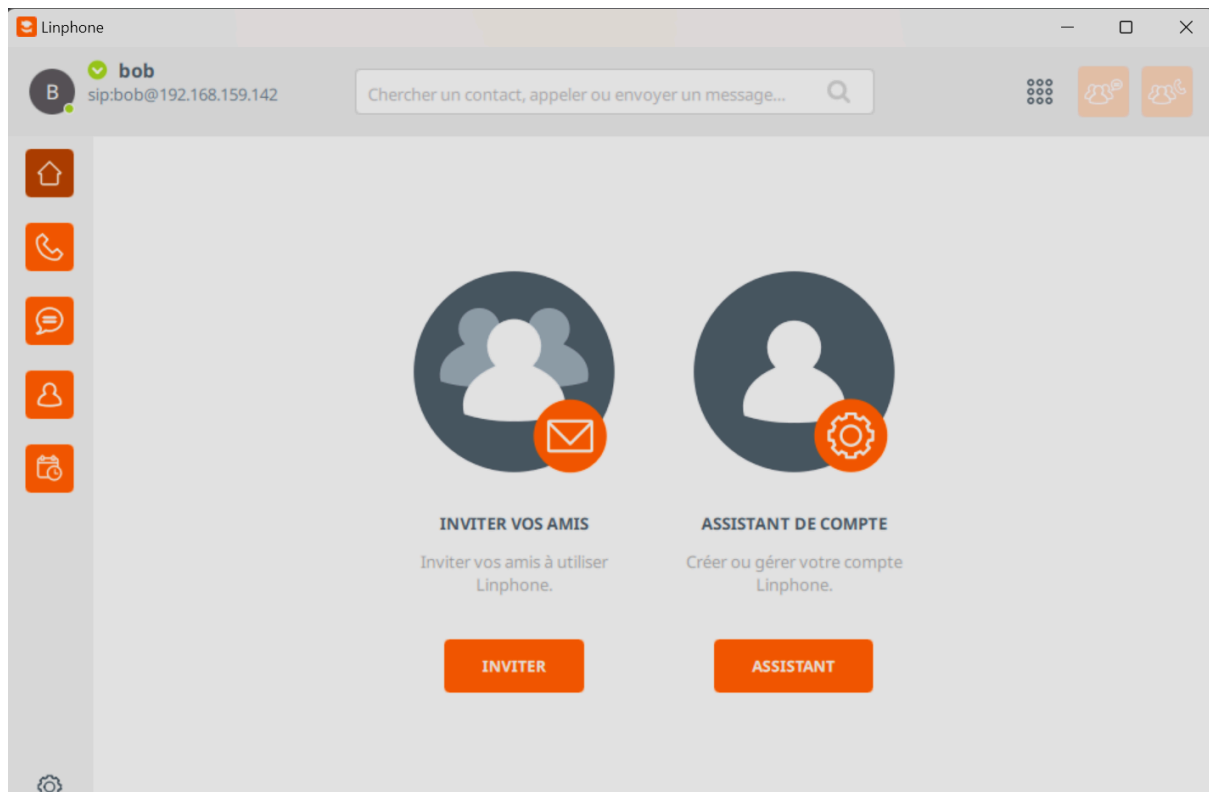 Linphone
B
bob
sip:bob@192.168.159.142
Chercher un contact, appeler ou envoyer un message...
INVITER VOS AMIS
Inviter vos amis à utiliser
Linphone.
INVITER
ASSISTANT DE COMPTE
Créer ou gérer votre compte
Linphone.
ASSISTANT